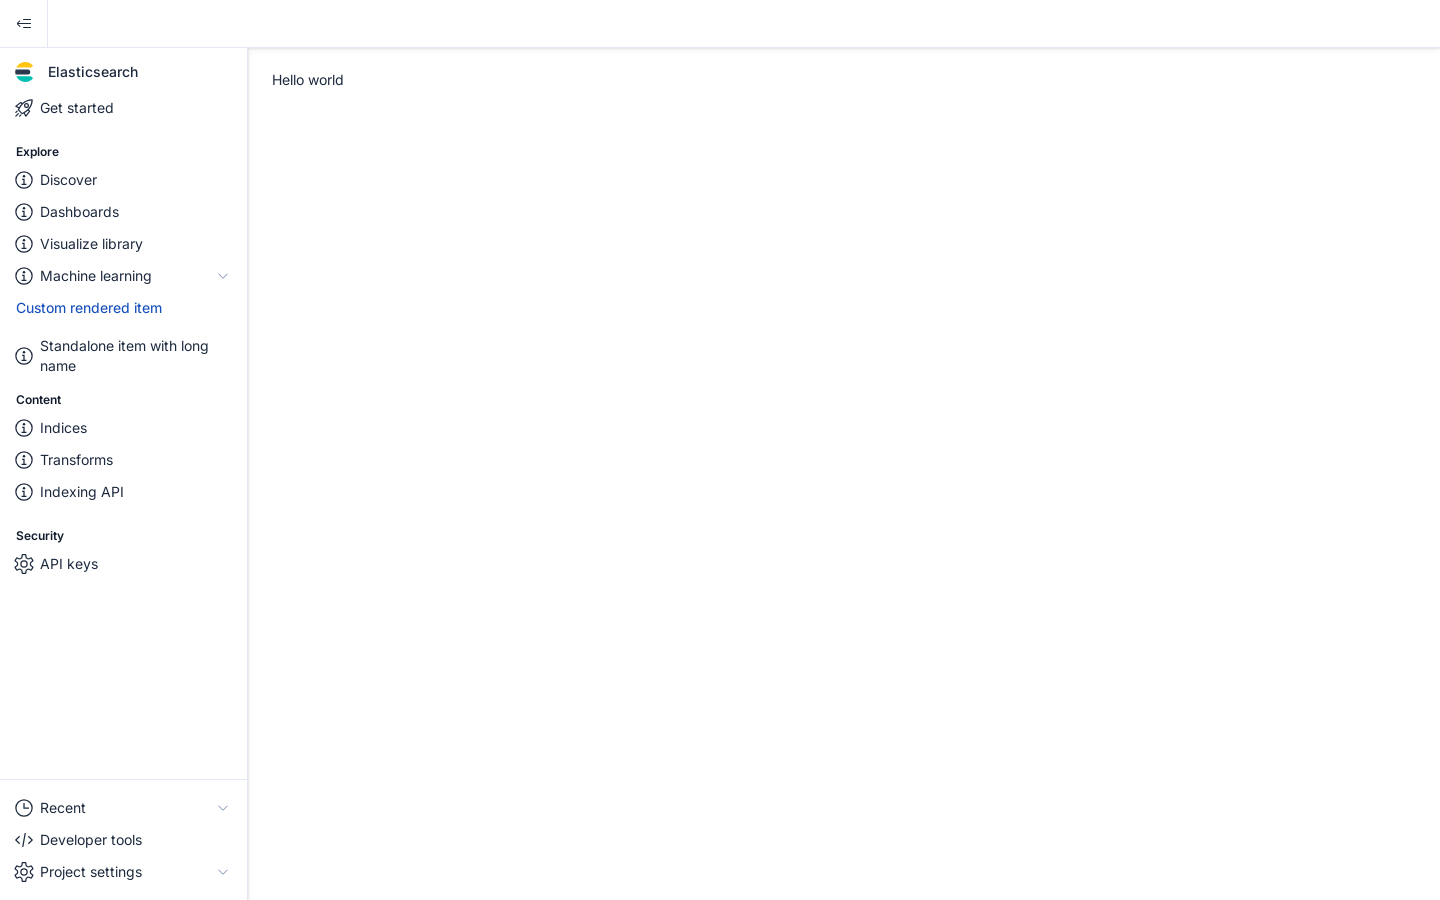 Elasticsearch
Hello world
Get started
Explore
Discover
Dashboards
Visualize library
Machine learning
Custom rendered item
Standalone item with long
name
Content
Indices
Transforms
Indexing API
Security
API keys
Recent
Developer tools
Project settings